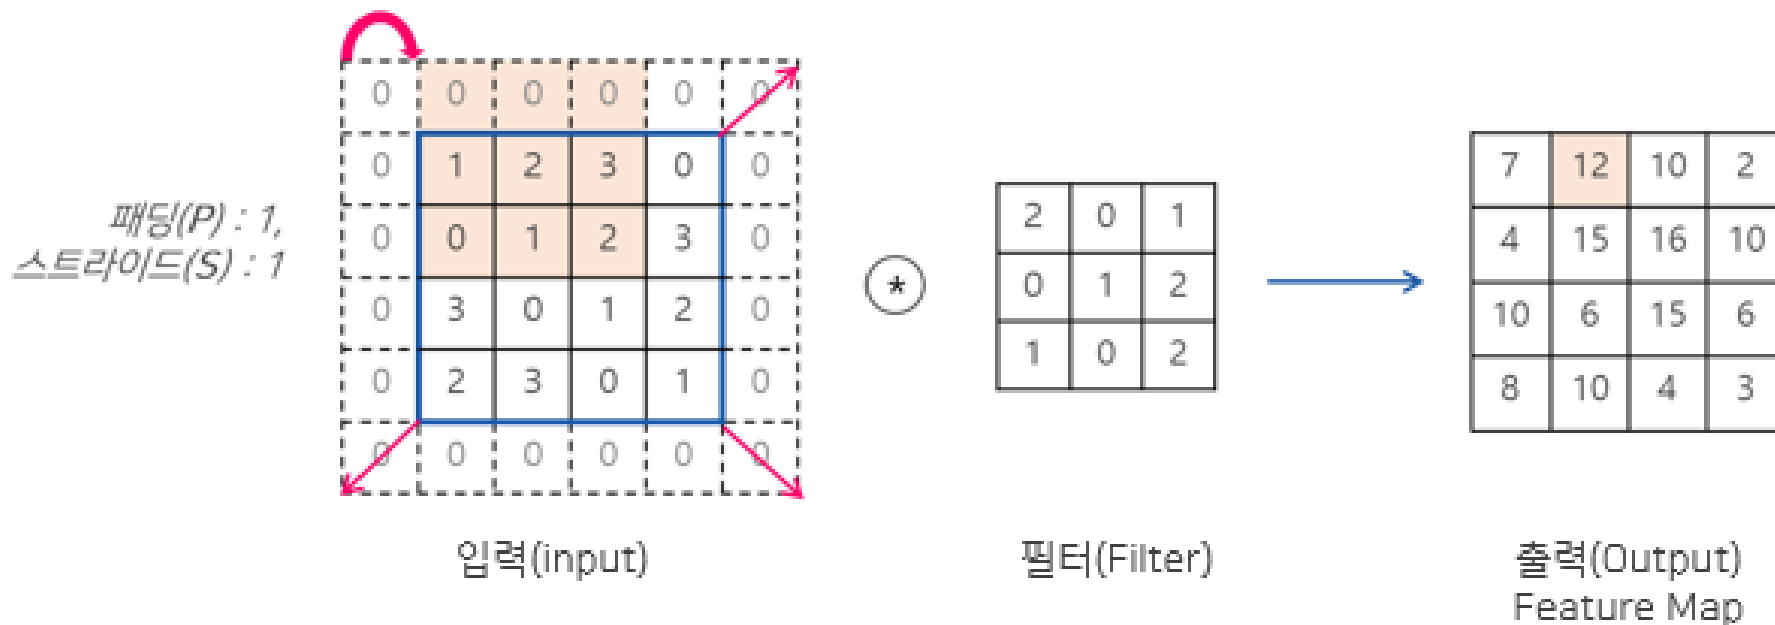 패딩(P) : 1,
스트라이드(S) : 1
0 0 0 0 0 0
0 1 2 3 0 0
0 0 1 2 3 0
0 3 0 1 2 0
0 2 3 0 1 0
0 0 0 0 0 0
입력(input)
*
2 0 1
0 1 2
1 0 2
필터(Filter)
7 12 10 2
4 15 16 10
10 6 15 6
8 10 4 3
출력(Output)
Feature Map